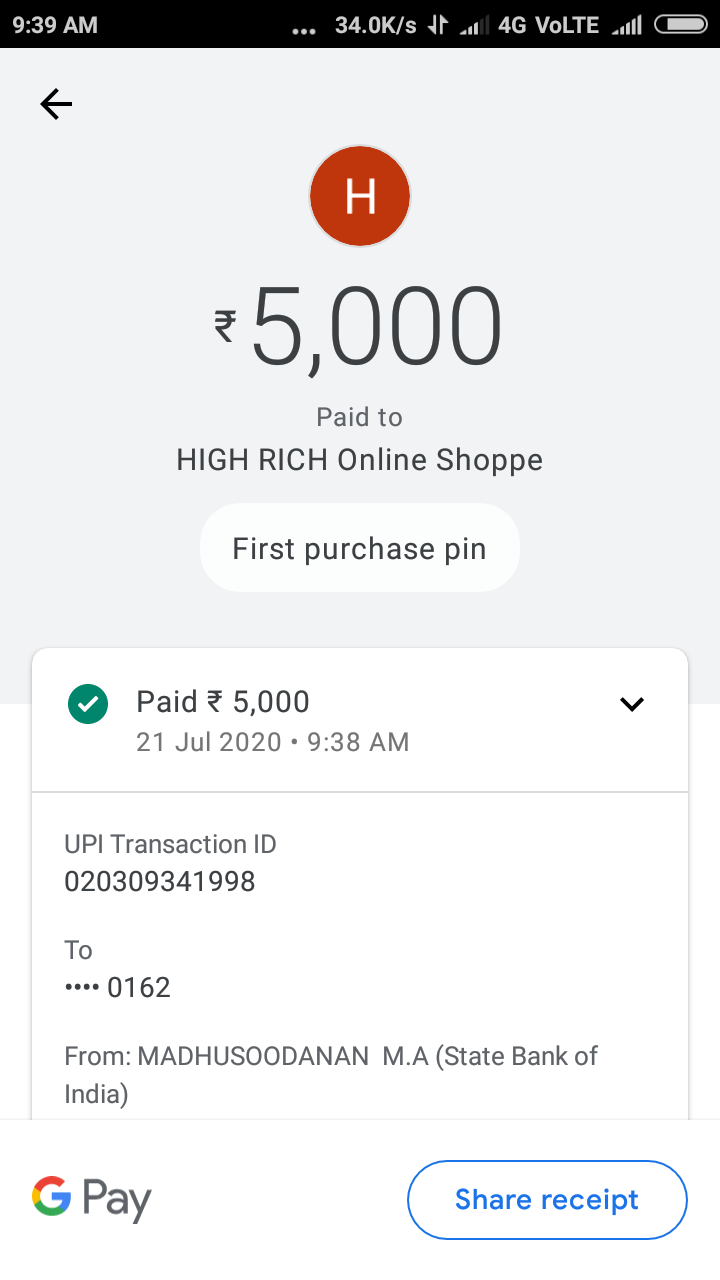 9:39 AM ... 34.0K/s 4G VoLTE
H
₹5,000
Paid to
HIGH RICH Online Shoppe
First purchase pin
Paid ₹ 5,000
21 Jul 2020 • 9:38 AM
UPI Transaction ID
020309341998
To
•••• 0162
From: MADHUSOODANAN  M.A (State Bank of
India)
G Pay
Share receipt